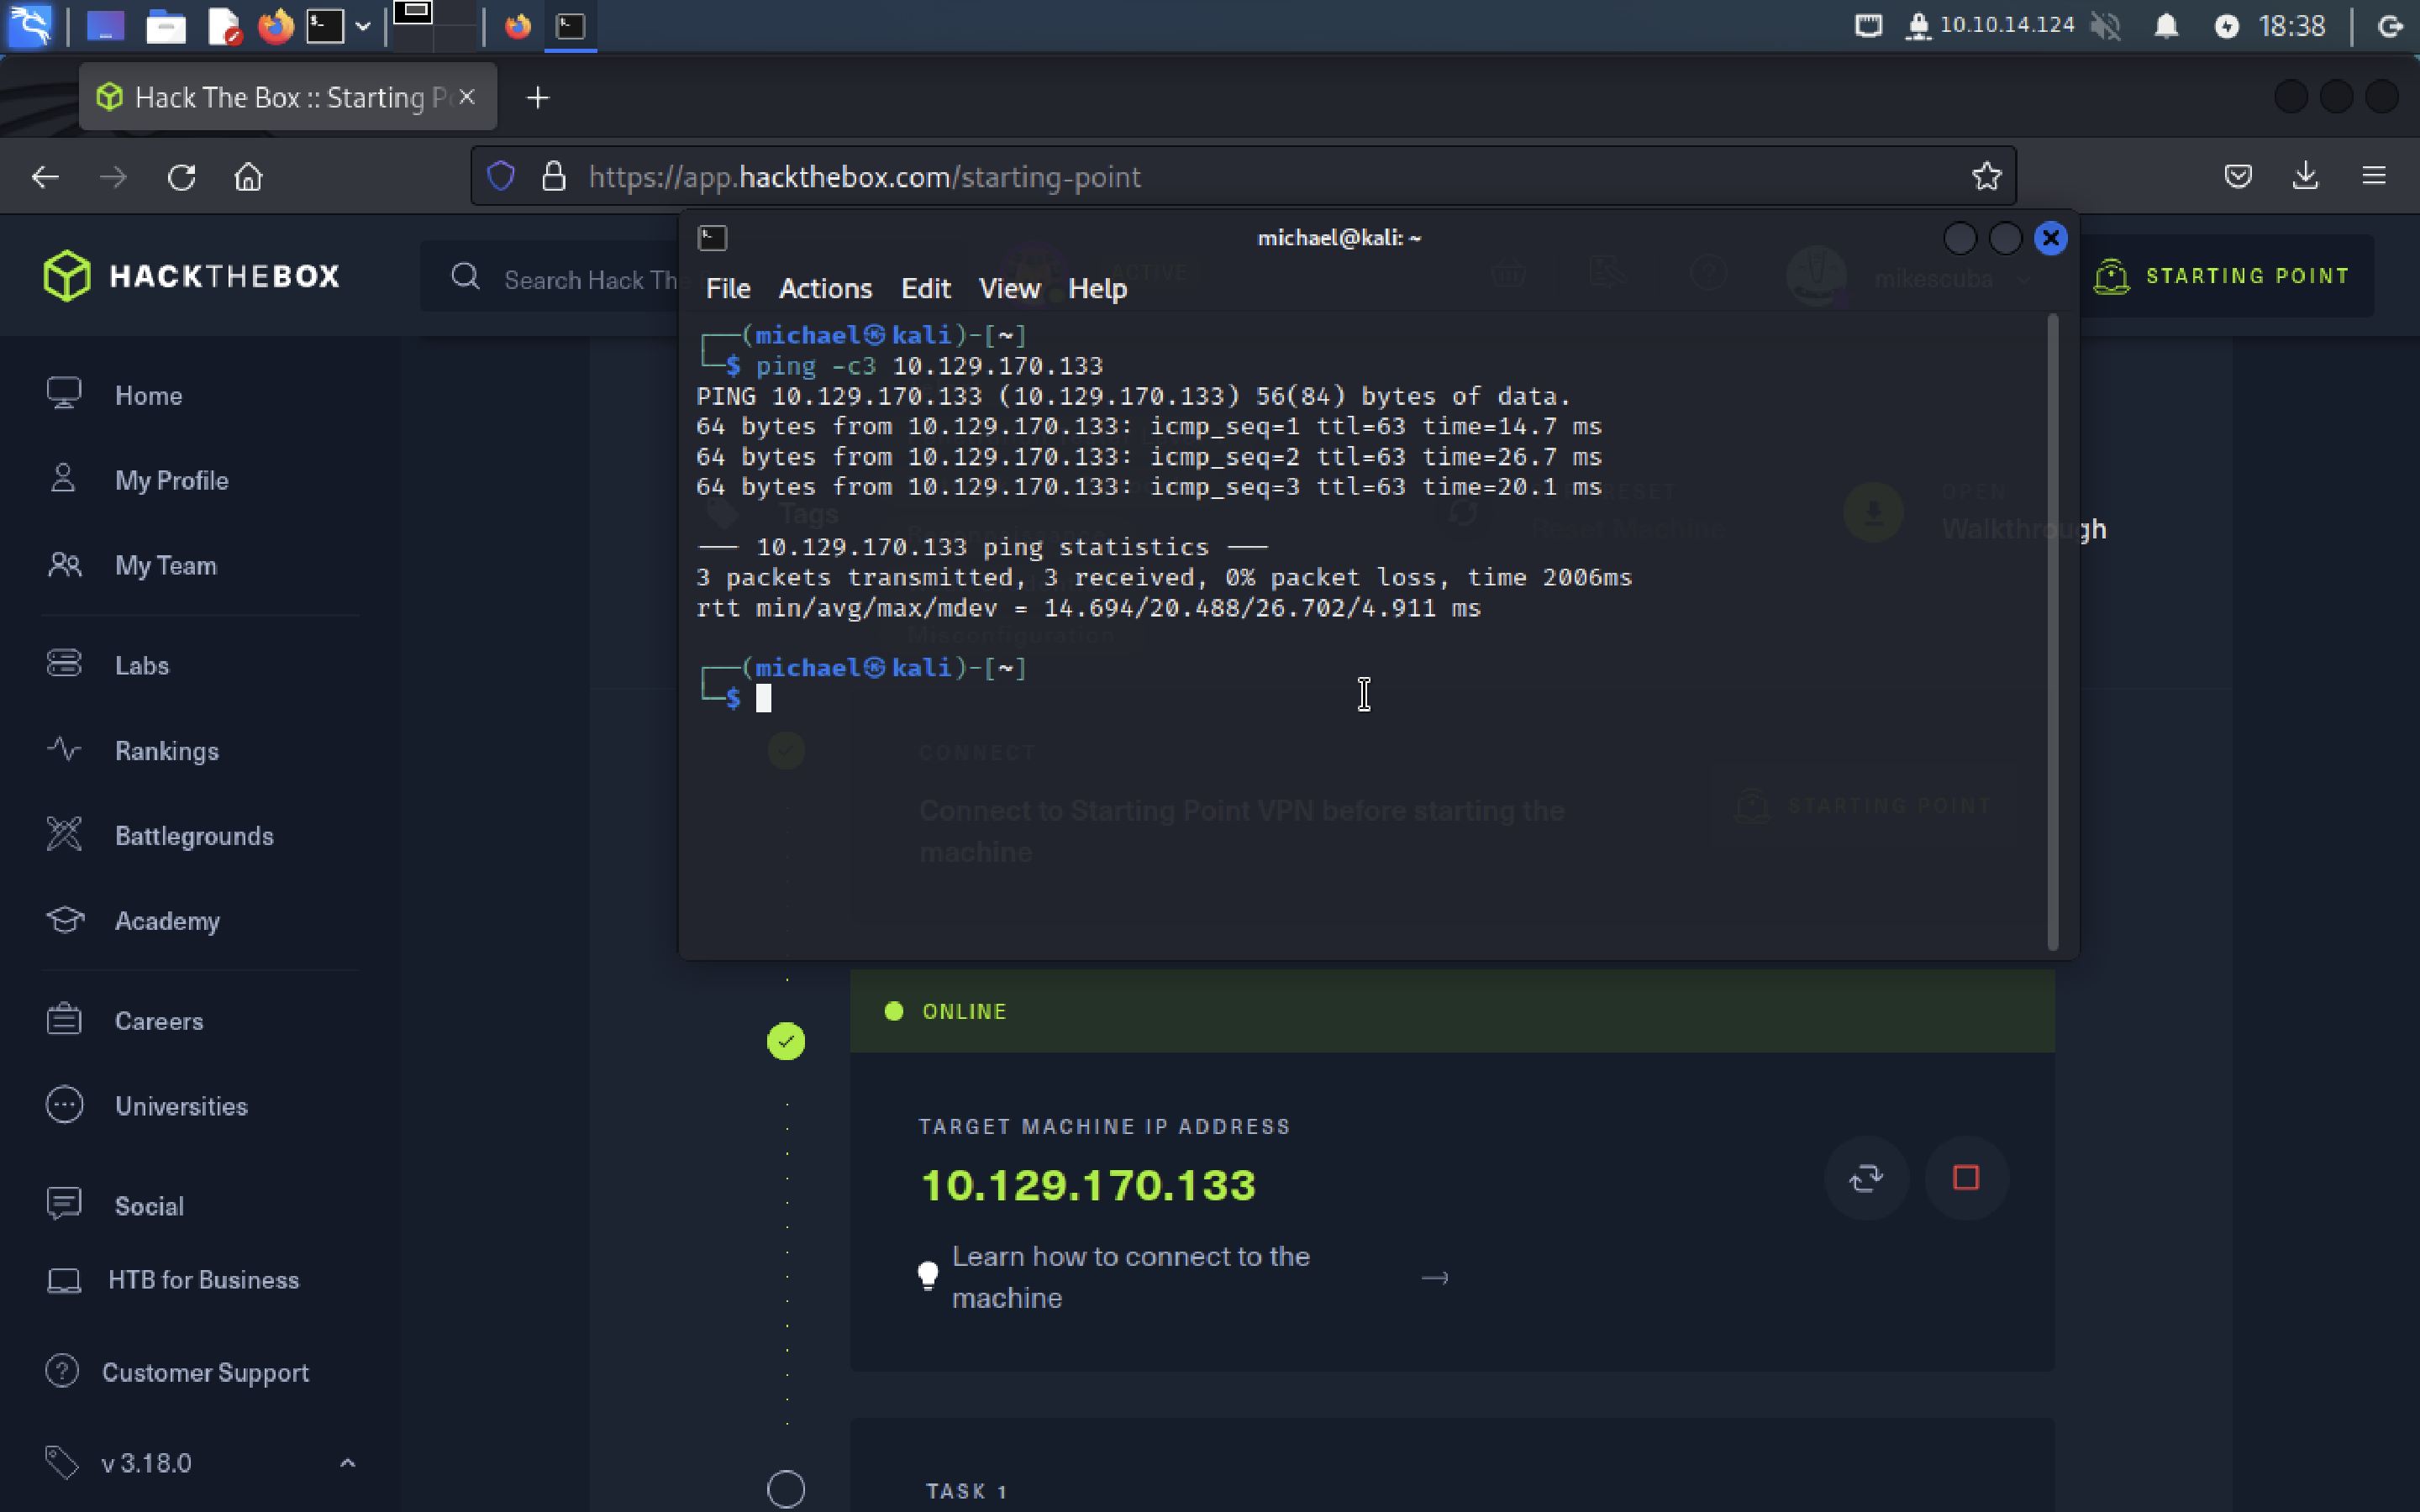 10.10.14.124
18:38
Hack The Box :: Starting P
https://app.hackthebox.com/starting-point
michael@kali: ~
HACKTHEBOX
Search Hack Th
ACTIVE
mikescuba
STARTING POINT
File Actions Edit View Help
┌──(michael㉿kali)-[~]
└─$ ping -c3 10.129.170.133
PING 10.129.170.133 (10.129.170.133) 56(84) bytes of data.
64 bytes from 10.129.170.133: icmp_seq=1 ttl=63 time=14.7 ms
64 bytes from 10.129.170.133: icmp_seq=2 ttl=63 time=26.7 ms
64 bytes from 10.129.170.133: icmp_seq=3 ttl=63 time=20.1 ms
RESET
OPEN
Tags
Reset Machine
Walkthrough
── 10.129.170.133 ping statistics ──
3 packets transmitted, 3 received, 0% packet loss, time 2006ms
rtt min/avg/max/mdev = 14.694/20.488/26.702/4.911 ms
Misconfiguration
┌──(michael㉿kali)-[~]
└─$
CONNECT
Connect to Starting Point VPN before starting the
machine
STARTING POINT
Home
My Profile
My Team
Labs
Rankings
Battlegrounds
Academy
Careers
Universities
Social
HTB for Business
Customer Support
v 3.18.0
ONLINE
TARGET MACHINE IP ADDRESS
10.129.170.133
Learn how to connect to the
machine
TASK 1